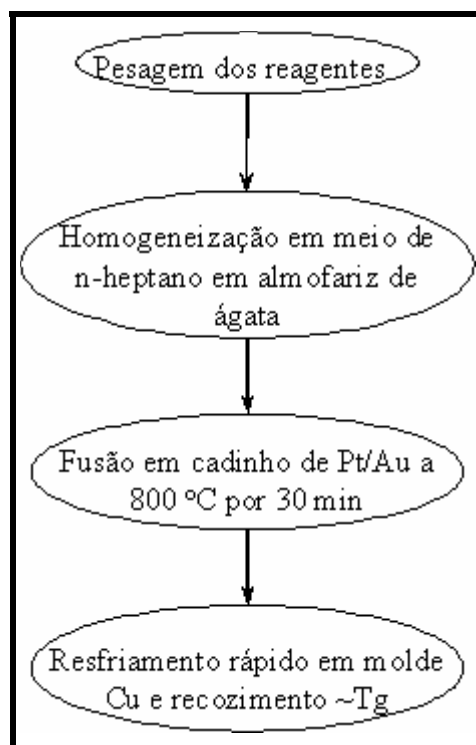 Pesagem dos reagentes
Homogeneização em meio de
n-heptano em almofariz de
ágata
Fusão em cadinho de Pt/Au a
800 ºC por 30 min
Resfriamento rápido em molde
Cu e recozimento ~Tg